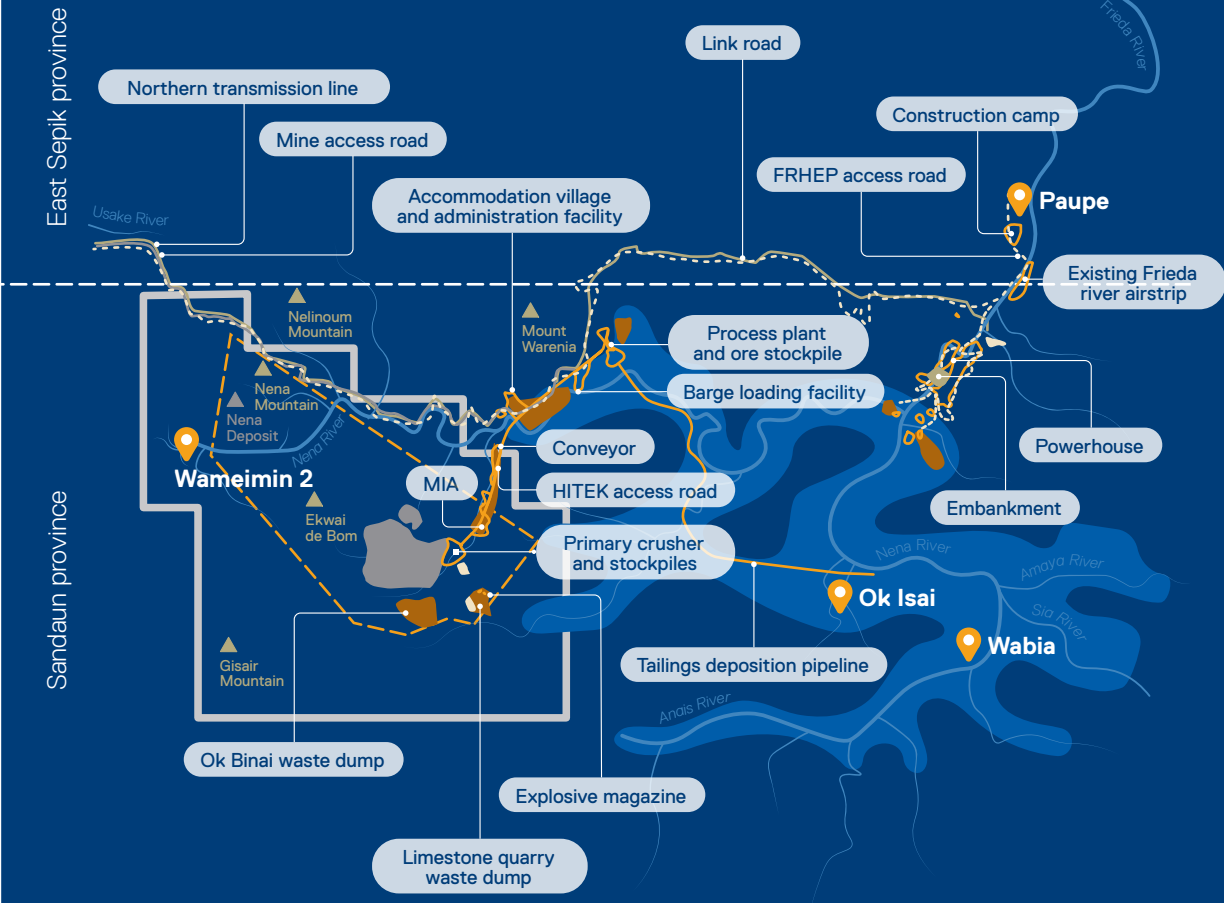 East Sepik province
Sandaun province
Frieda River
Link road
Northern transmission line
Construction camp
Mine access road
FRHEP access road
Accommodation village
and administration facility
Paupe
Usake River
Existing Frieda
river airstrip
Nelinoum
Mountain
Mount
Warenia
Process plant
and ore stockpile
Nena
Mountain
Barge loading facility
Nena
Deposit
Nena River
Conveyor
Powerhouse
Wameimin 2
MIA
HITEK access road
Embankment
Ekwai
de Bom
Primary crusher
and stockpiles
Nena River
Amaya River
Ok Isai
Sia River
Wabia
Gisair
Mountain
Tailings deposition pipeline
Anais River
Ok Binai waste dump
Explosive magazine
Limestone quarry
waste dump